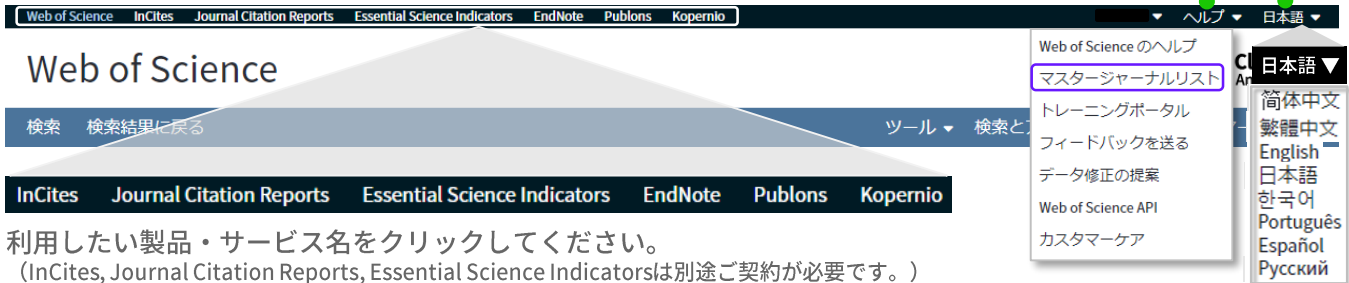 Web of Science InCites Journal Citation Reports Essential Science Indicators EndNote Publons Kopernio
ヘルプ ▼ 日本語 ▼
Web of Science
検索 検索結果に戻る ツール ▼ 検索と
Web of Science のヘルプ
マスタージャーナルリスト
トレーニングポータル
フィードバックを送る
データ修正の提案
Web of Science API
カスタマーケア
日本語 ▼
简体中文
繁體中文
English
日本語
한국어
Português
Español
Русский
InCites Journal Citation Reports Essential Science Indicators EndNote Publons Kopernio
利用したい製品・サービス名をクリックしてください。
（InCites, Journal Citation Reports, Essential Science Indicatorsは別途ご契約が必要です。）